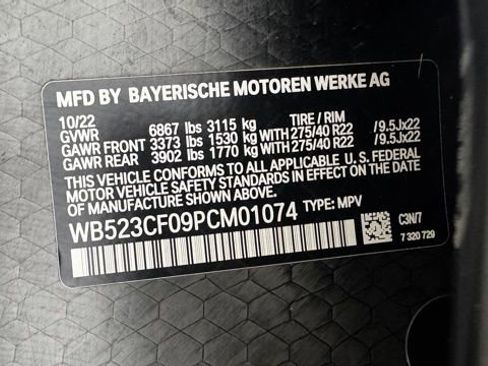 MFD BY BAYERISCHE MOTOREN WERKE AG
10/22
GVWR 6867 lbs 3115 kg TIRE / RIM
GAWR FRONT 3373 lbs 1530 kg WITH 275/40 R22 /9.5Jx22
GAWR REAR 3902 lbs 1770 kg WITH 275/40 R22 /9.5Jx22
THIS VEHICLE CONFORMS TO ALL APPLICABLE U.S. FEDERAL
MOTOR VEHICLE SAFETY STANDARDS IN EFFECT ON THE DATE
OF MANUFACTURE SHOWN ABOVE.
WB523CF09PCM01074 TYPE: MPV
C3N/7
7 320 729